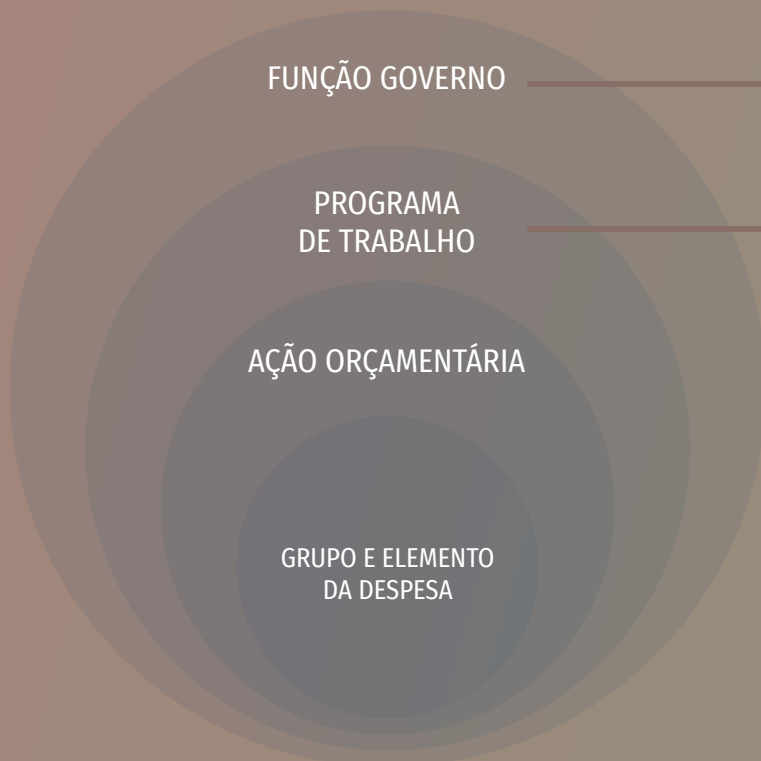 FUNÇÃO GOVERNO
PROGRAMA
DE TRABALHO
AÇÃO ORÇAMENTÁRIA
GRUPO E ELEMENTO
DA DESPESA